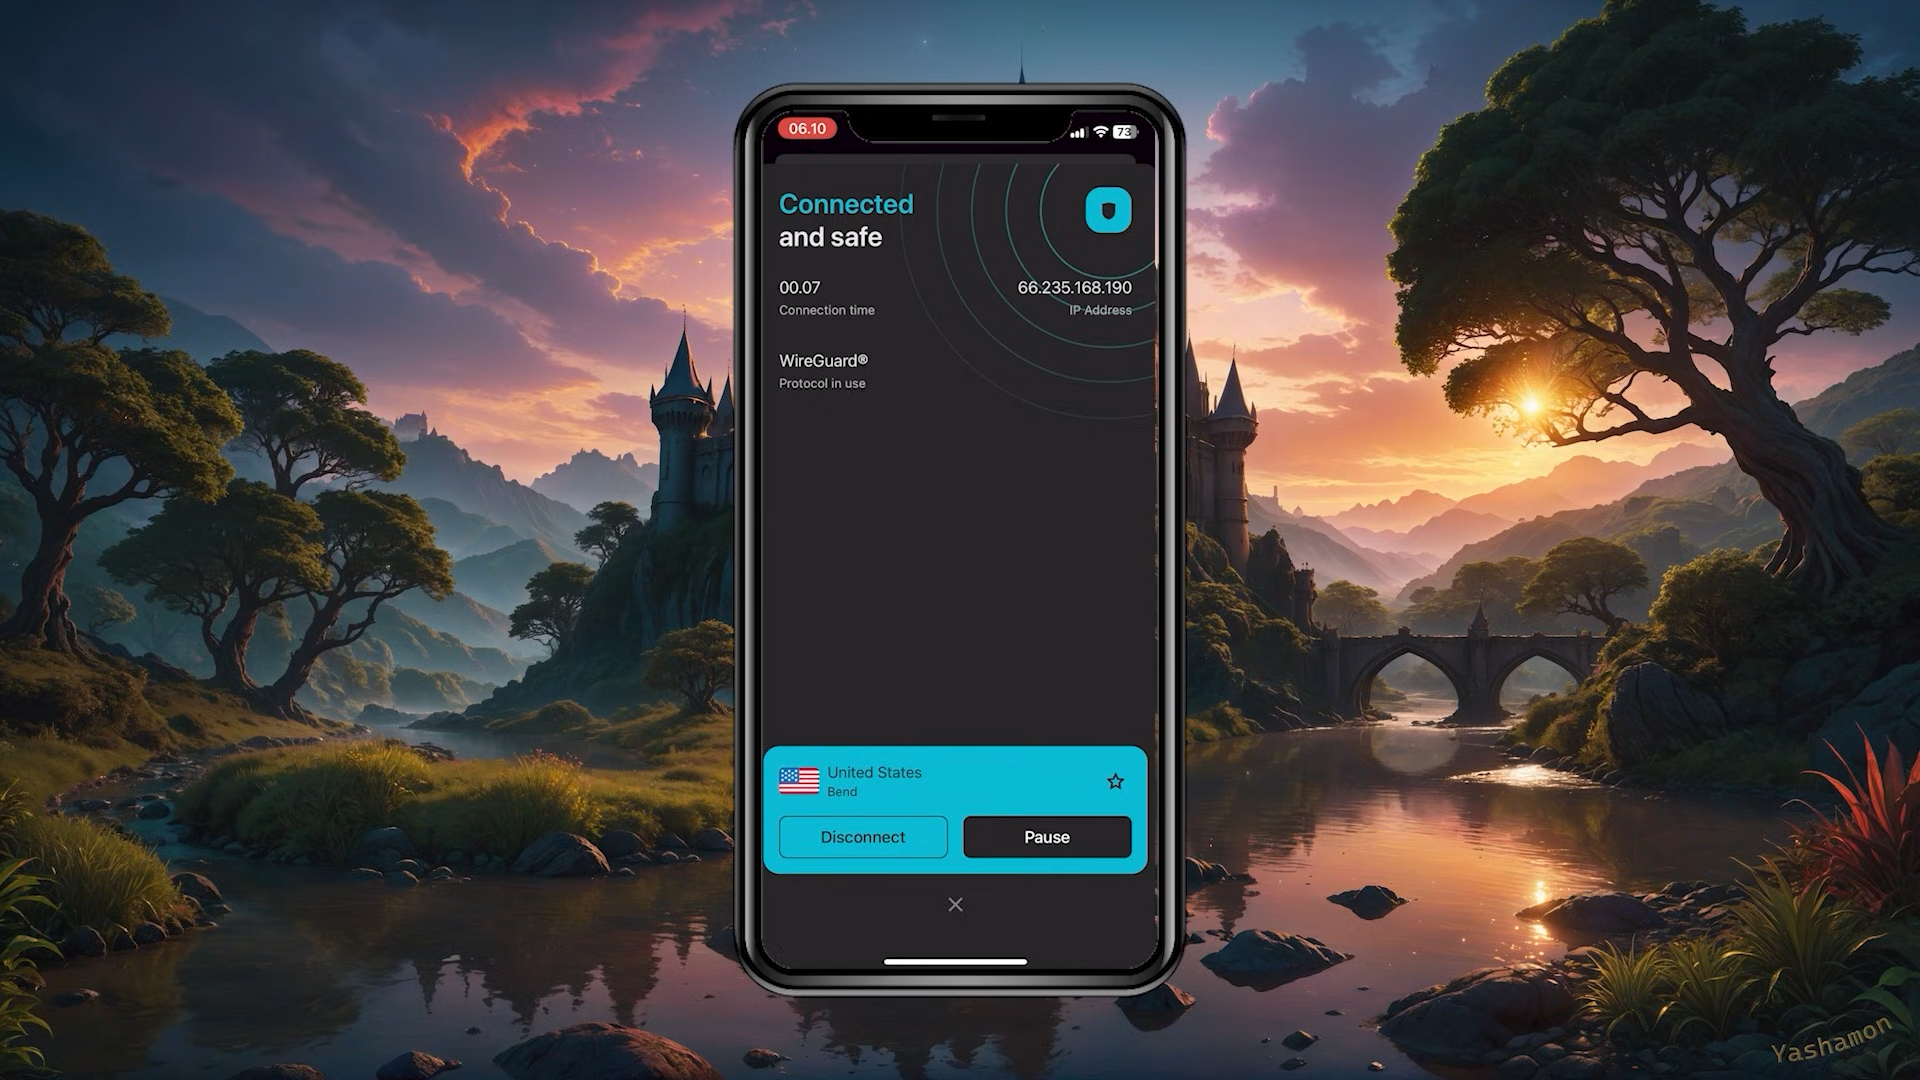 06.10
73
Connected
and safe
00.07
Connection time
66.235.168.190
IP Address
WireGuard®
Protocol in use
United States
Bend
Disconnect
Pause
Yashamon